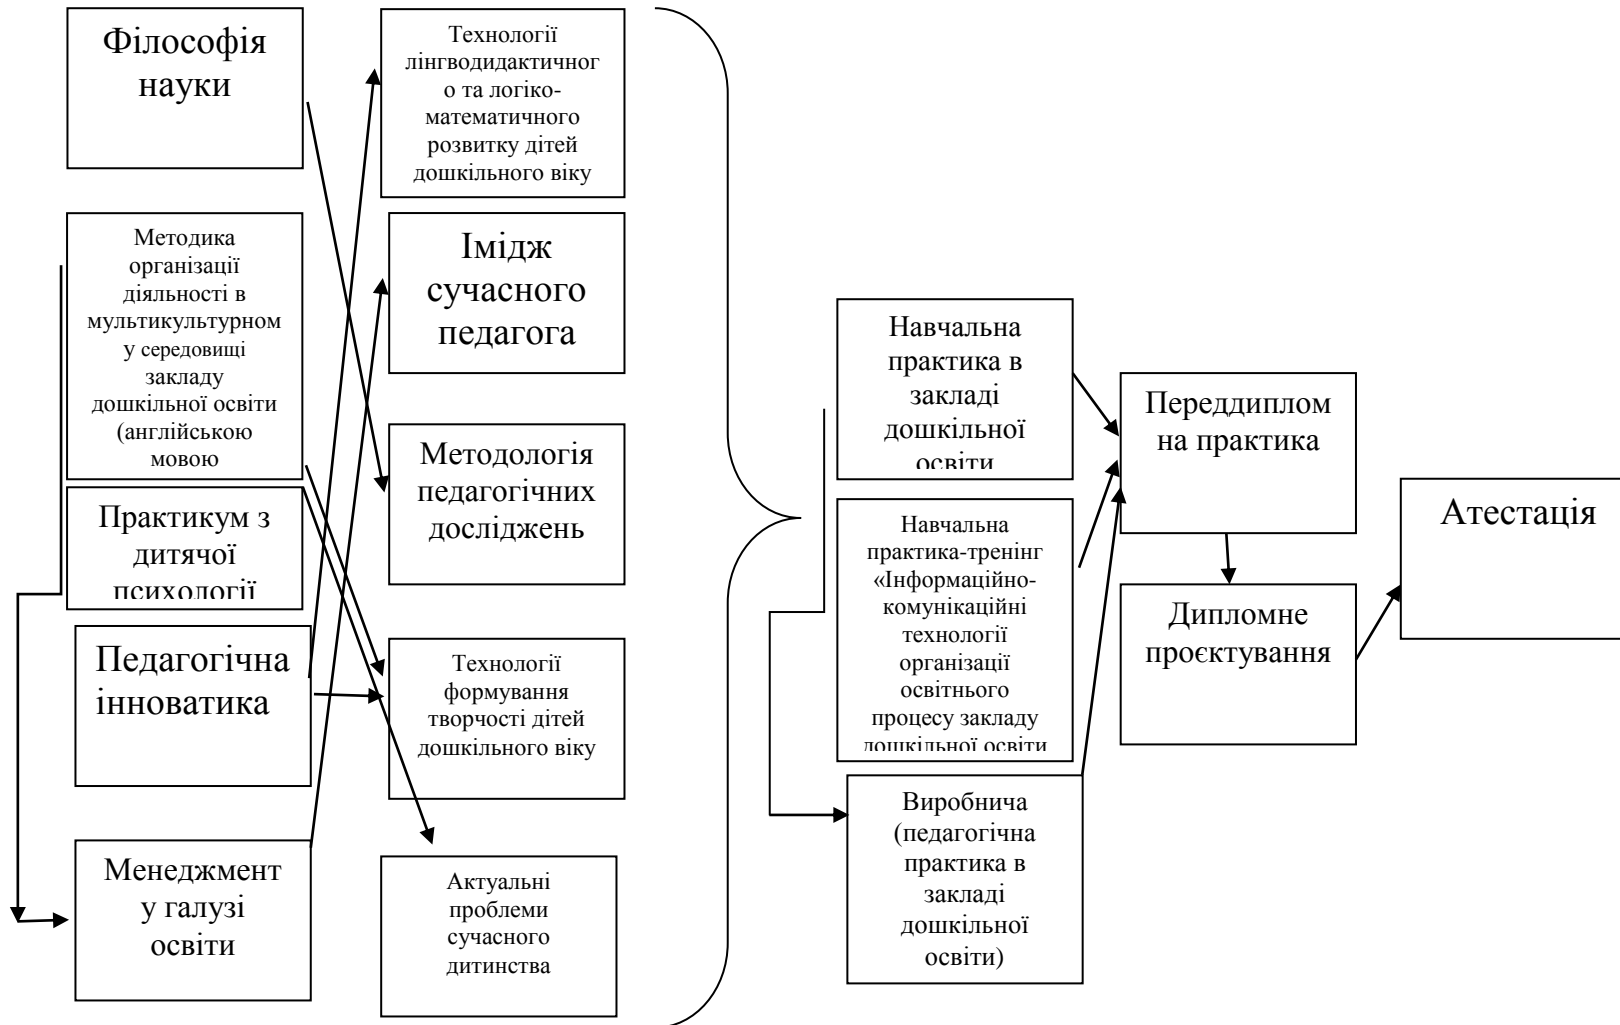 Філософія
науки
Методика
організації
діяльності в
мультикультурном
у середовищі
закладу
дошкільної освіти
(англійською
мовою
Практикум з
дитячої
психології
Педагогічна
інноватика
Менеджмент
у галузі
освіти
Технології
лінгводидактичног
о та логіко-
математичного
розвитку дітей
дошкільного віку
Імідж
сучасного
педагога
Методологія
педагогічних
досліджень
Технології
формування
творчості дітей
дошкільного віку
Актуальні
проблеми
сучасного
дитинства
Навчальна
практика в
закладі
дошкільної
освіти
Навчальна
практика-тренінг
«Інформаційно-
комунікаційні
технології
організації
освітнього
процесу закладу
дошкільної освіти
Виробнича
(педагогічна
практика в
закладі
дошкільної
освіти)
Переддиплом
на практика
Дипломне
проєктування
Атестація